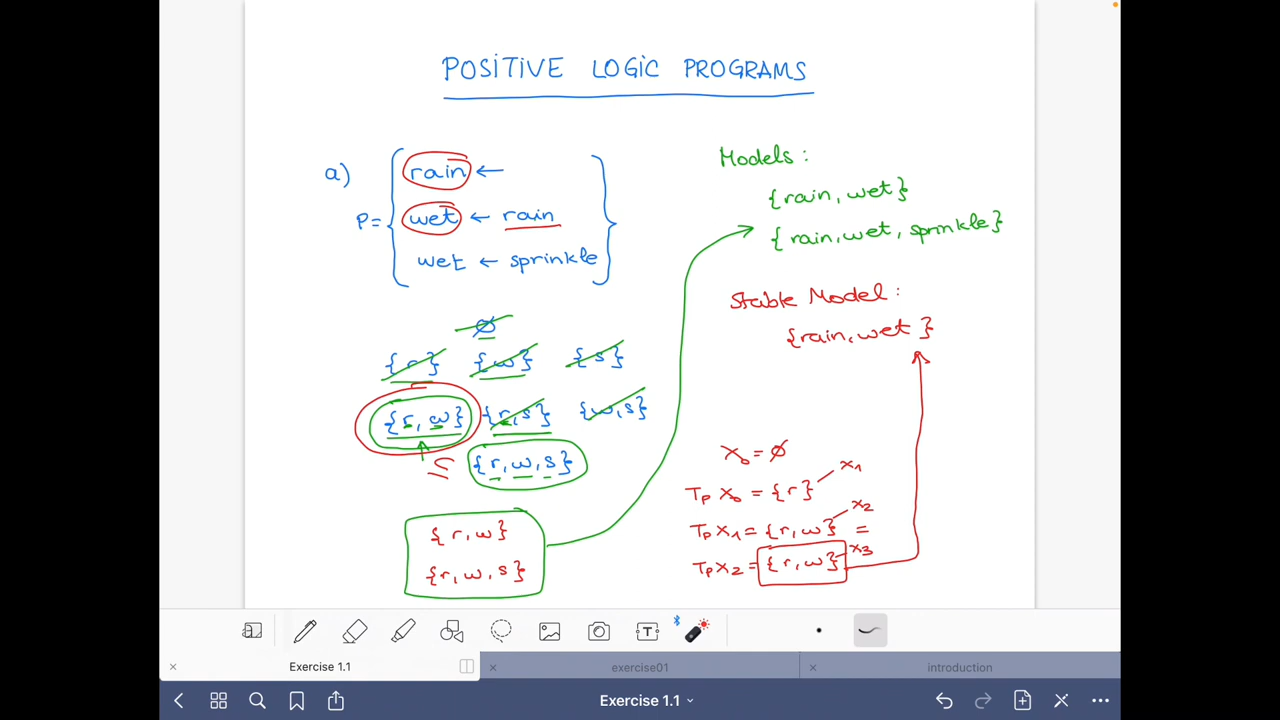 POSITIVE LOGIC PROGRAMS
a)
P = { rain ←
wet ← rain
wet ← sprinkle }
∅
{r} {w} {s}
{r,w} {r,s} {w,s}
⊆ {r,w,s}
{r,w}
{r,w,s}
Models:
{rain, wet}
{rain, wet, sprinkle}
Stable Model:
{rain, wet}
X₀ = ∅
Tₚ X₀ = {r} X₁
Tₚ X₁ = {r,w} X₂ =
Tₚ X₂ = {r,w} X₃
T
Exercise 1.1
exercise01
introduction
Exercise 1.1